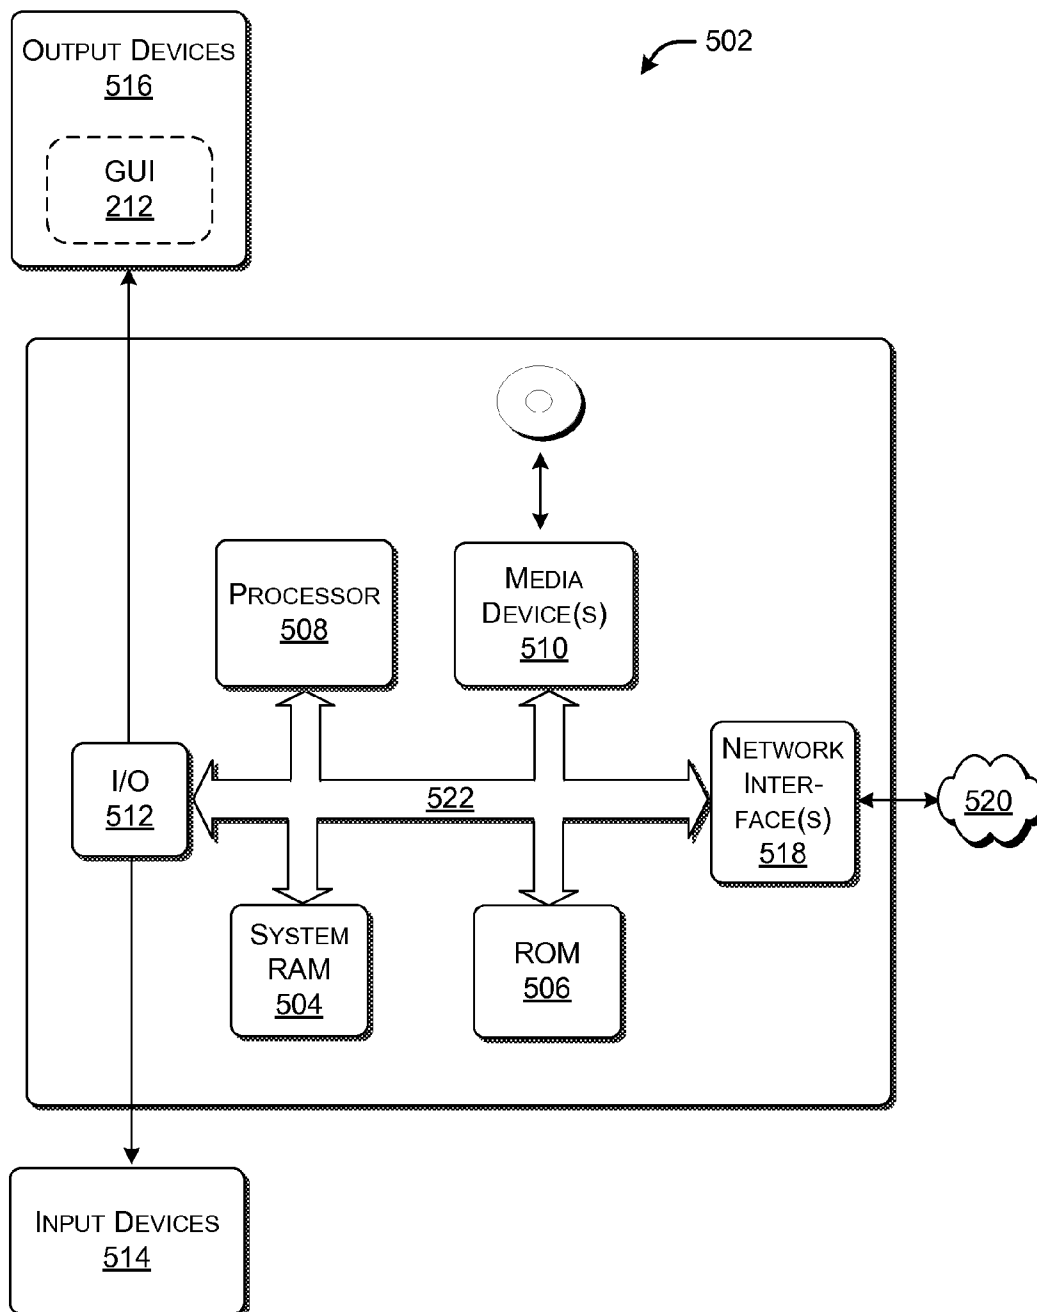 OUTPUT DEVICES
516
GUI
212
502
PROCESSOR
508
MEDIA
DEVICE(S)
510
I/O
512
522
NETWORK
INTER-
FACE(S)
518
520
SYSTEM
RAM
504
ROM
506
INPUT DEVICES
514